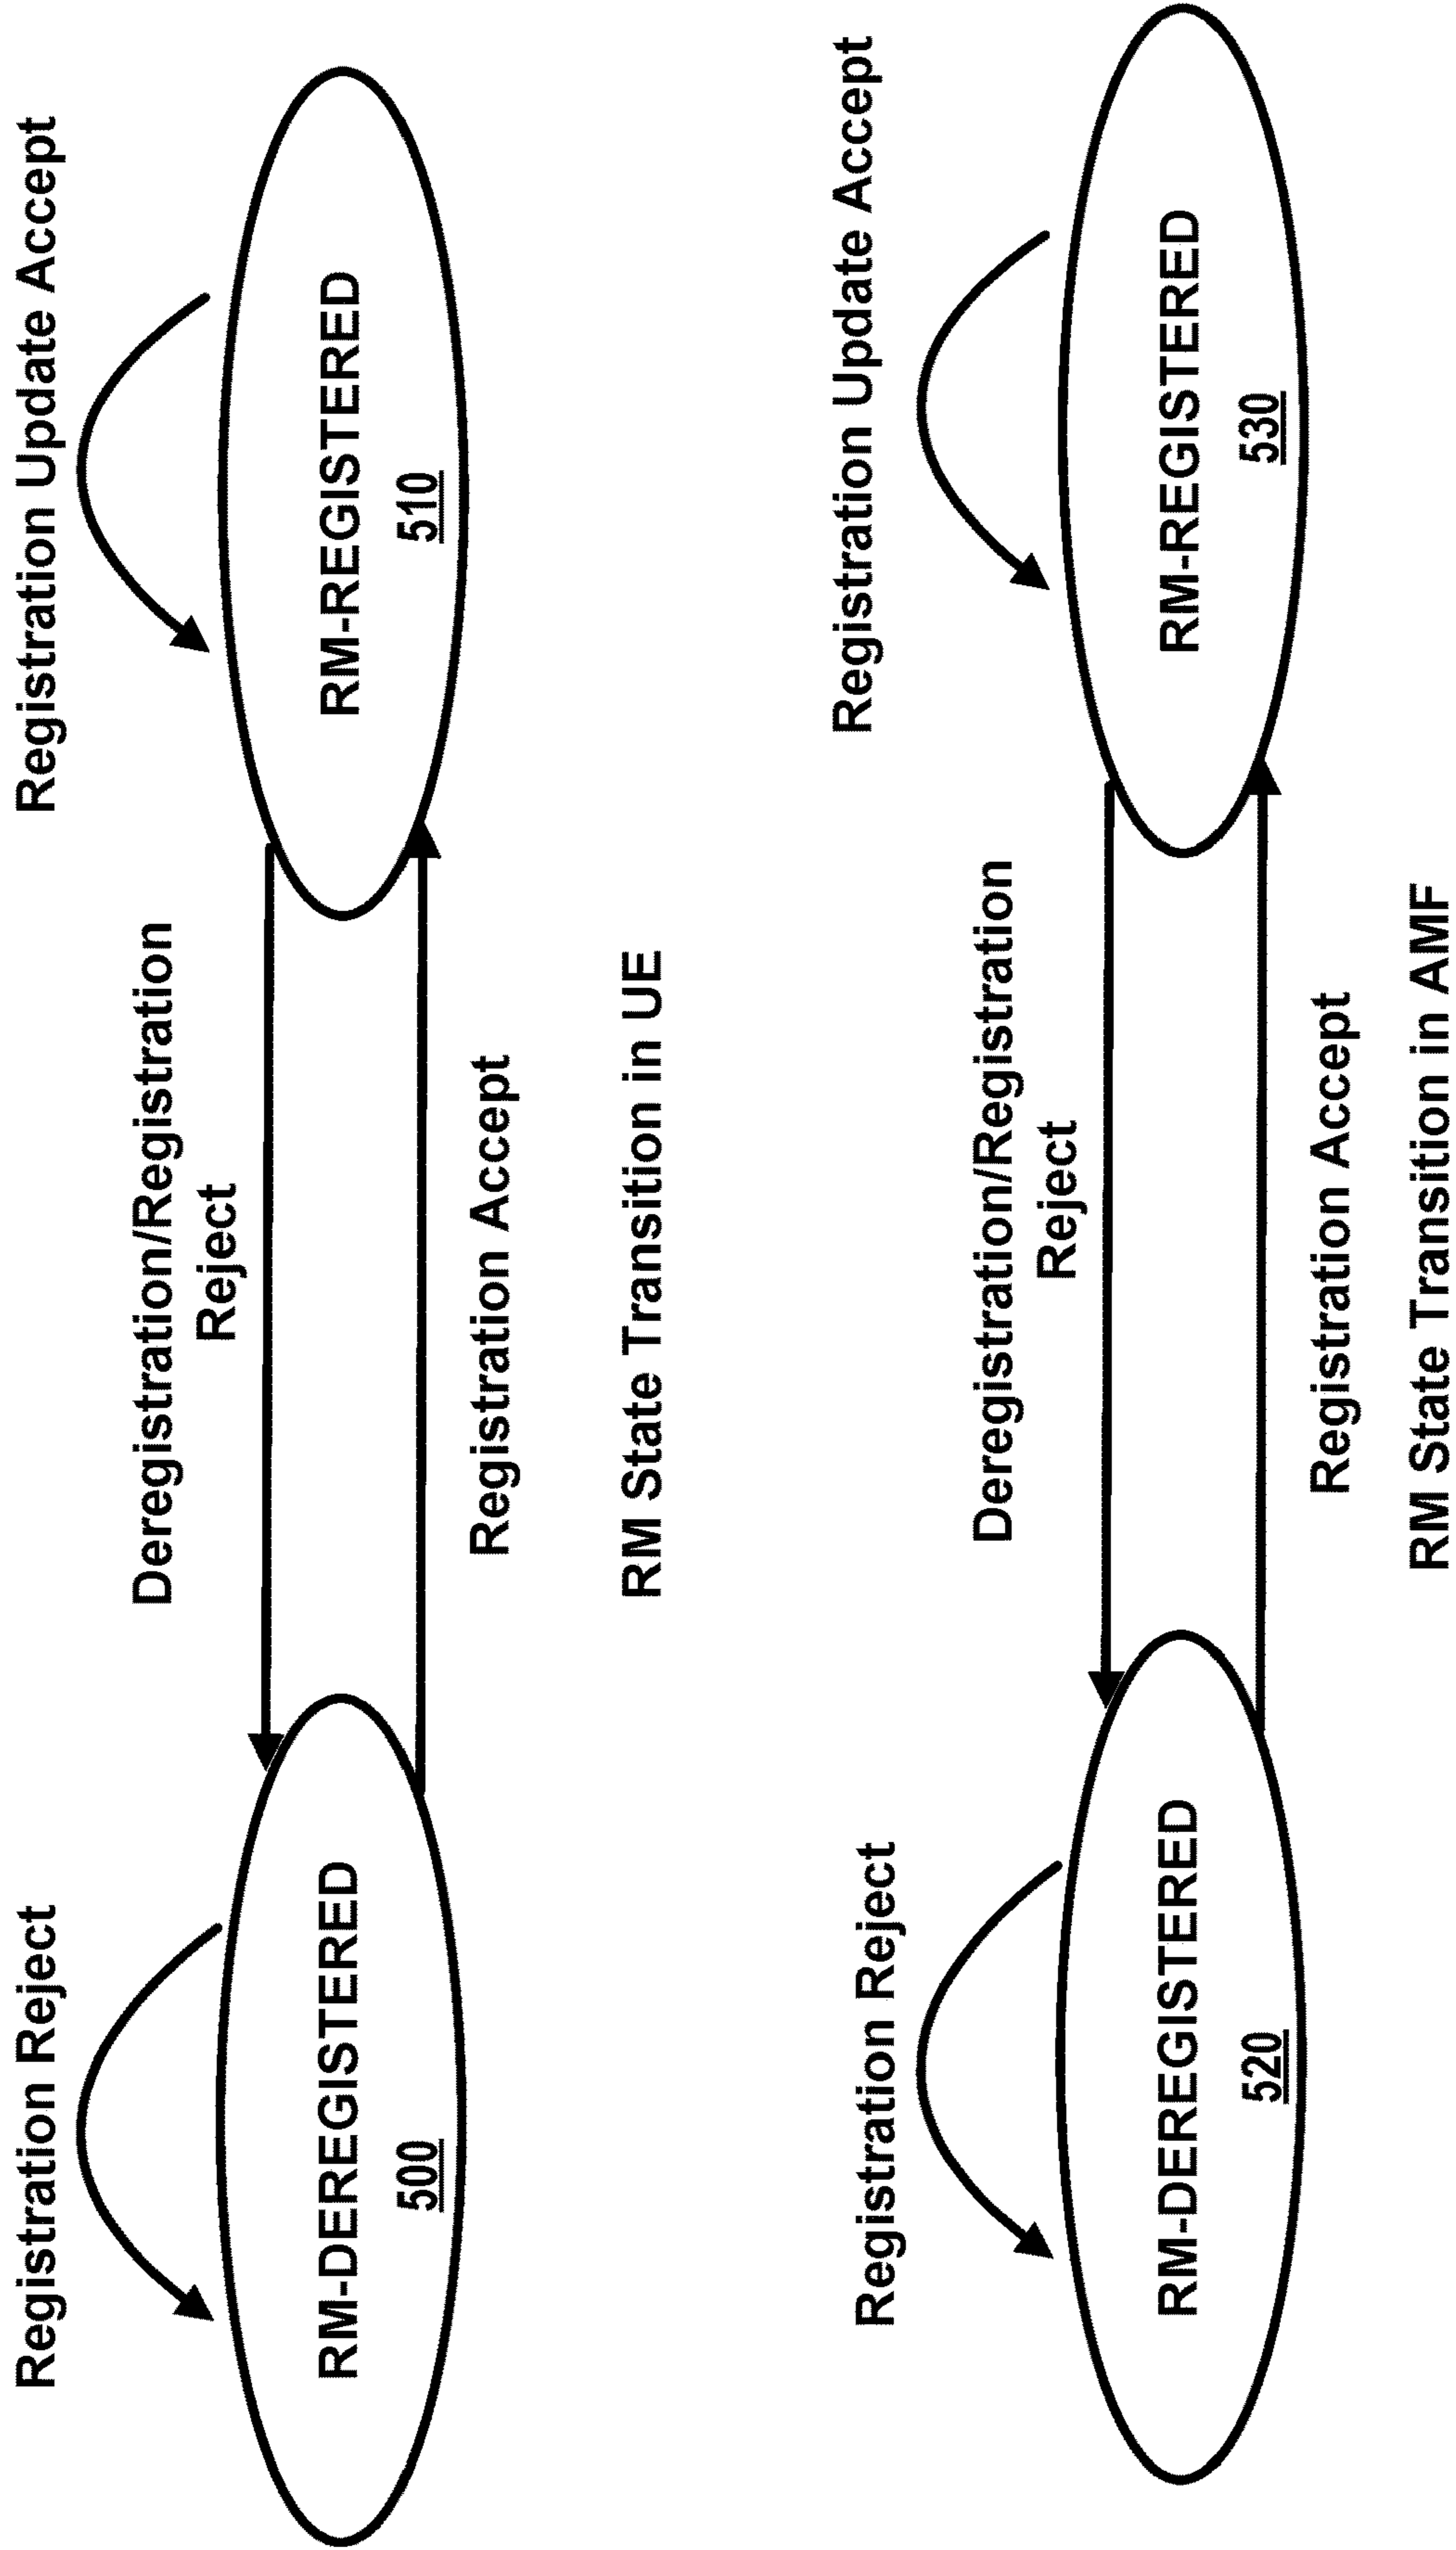 Registration Reject
Registration Update Accept
Deregistration/Registration
Reject
RM-DEREGISTERED
500
RM-REGISTERED
510
Registration Accept
RM State Transition in UE
Registration Reject
Registration Update Accept
Deregistration/Registration
Reject
RM-DEREGISTERED
520
RM-REGISTERED
530
Registration Accept
RM State Transition in AMF